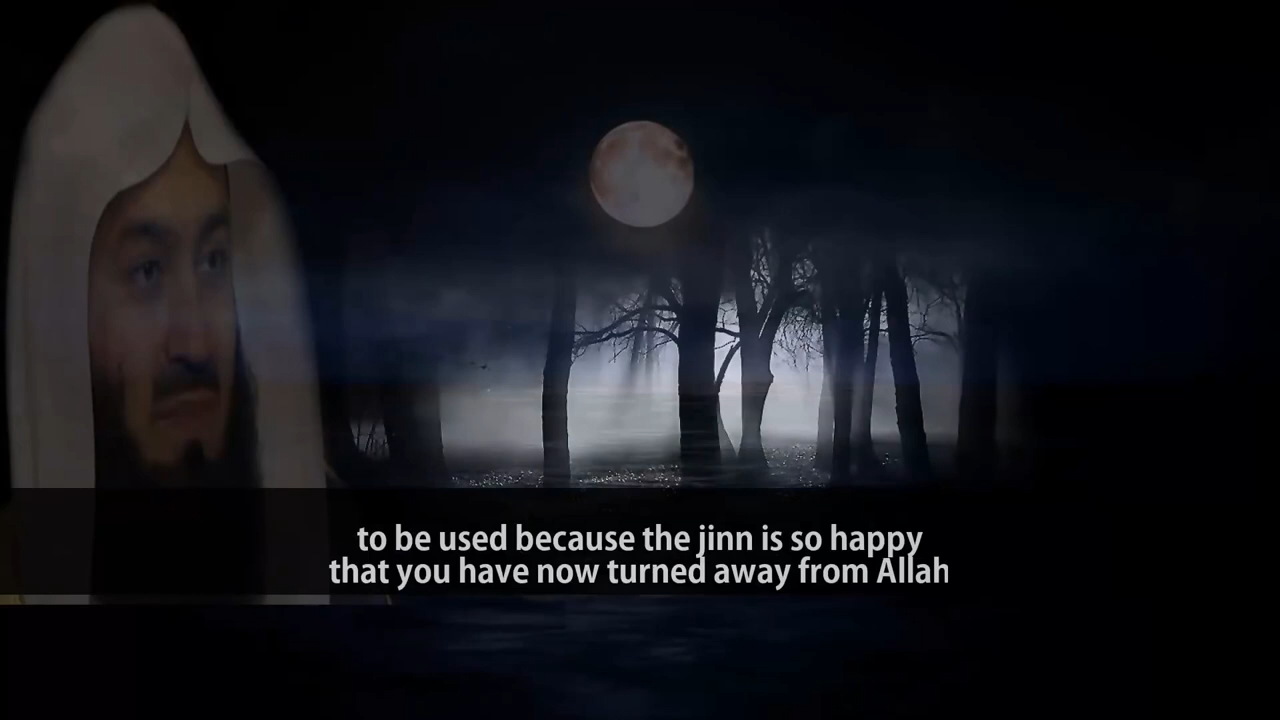 to be used because the jinn is so happy
that you have now turned away from Allah